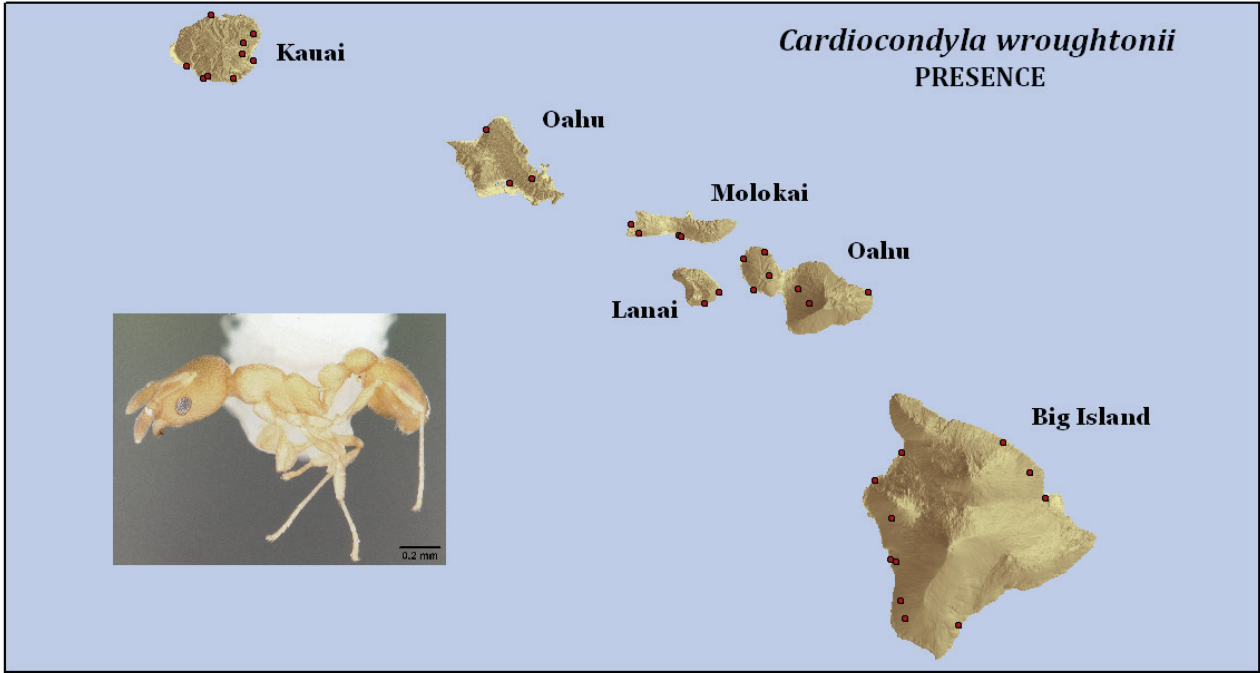 Cardiocondyla wroughtonii
PRESENCE
Kauai
Oahu
Molokai
Oahu
Lanai
Big Island
0.2 mm